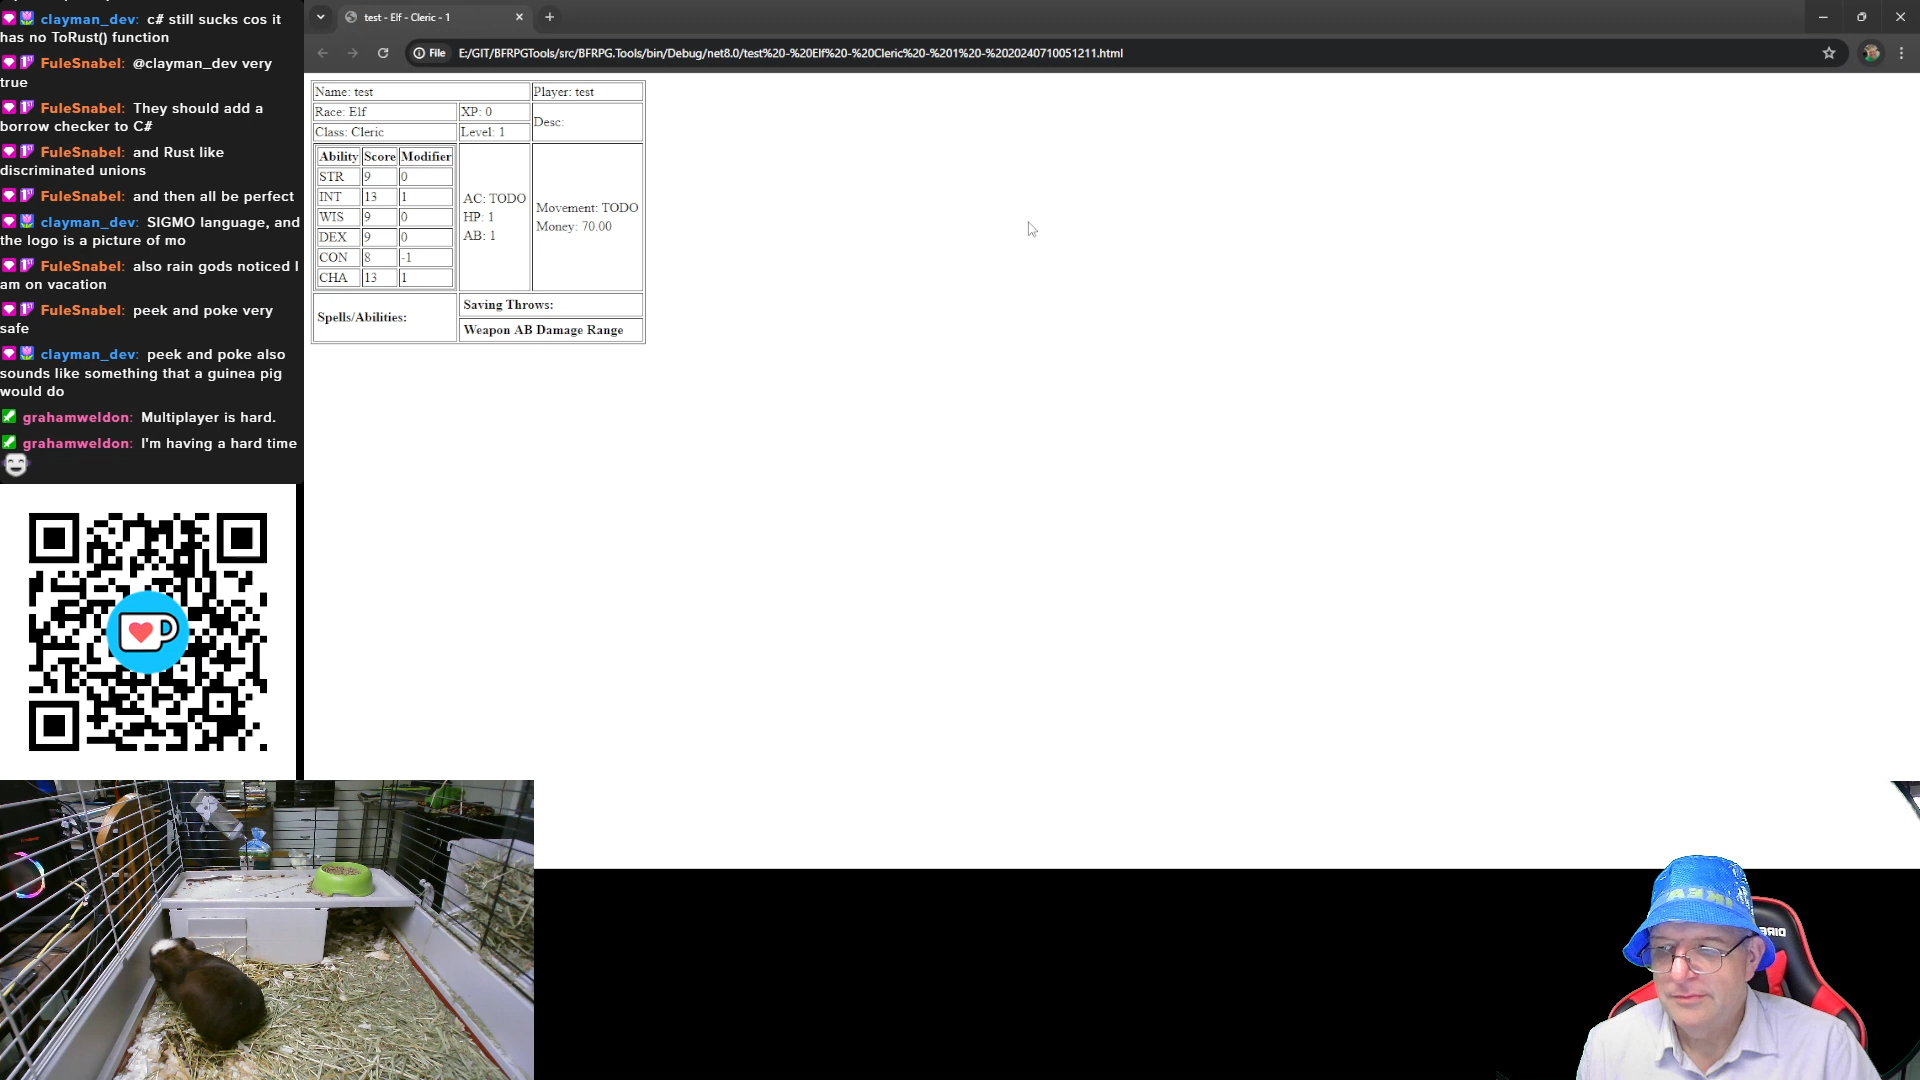 clayman_dev: c# still sucks cos it
has no ToRust() function
FuleSnabel: @clayman_dev very
true
FuleSnabel: They should add a
borrow checker to C#
FuleSnabel: and Rust like
discriminated unions
FuleSnabel: and then all be perfect
clayman_dev: SIGMO language, and
the logo is a picture of mo
FuleSnabel: also rain gods noticed I
am on vacation
FuleSnabel: peek and poke very
safe
clayman_dev: peek and poke also
sounds like something that a guinea pig
would do
grahamweldon: Multiplayer is hard.
grahamweldon: I'm having a hard time
test - Elf - Cleric - 1
File E:/GIT/BFRPGTools/src/BFRPG.Tools/bin/Debug/net8.0/test%20-%20Elf%20-%20Cleric%20-%201%20-%2020240710051211.html
Name: test Player: test
Race: Elf XP: 0 Desc:
Class: Cleric Level: 1
Ability Score Modifier
STR 9 0
INT 13 1
WIS 9 0
DEX 9 0
CON 8 -1
CHA 13 1
AC: TODO
HP: 1
AB: 1
Movement: TODO
Money: 70.00
Spells/Abilities:
Saving Throws:
Weapon AB Damage Range
IKEA
DIRE